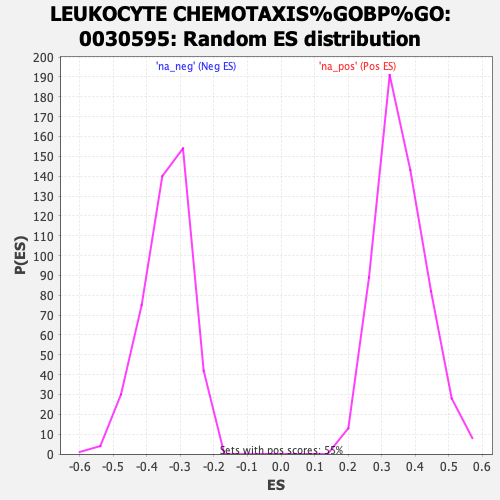 LEUKOCYTE CHEMOTAXIS%GOBP%GO:
0030595: Random ES distribution
200
190
180
170
160
150
140
130
120
110
100
90
80
70
60
50
40
30
20
10
0
P(ES)
'na_neg' (Neg ES)
'na_pos' (Pos ES)
Sets with pos scores: 55%
-0.6 -0.5 -0.4 -0.3 -0.2 -0.1 0.0 0.1 0.2 0.3 0.4 0.5 0.6
ES